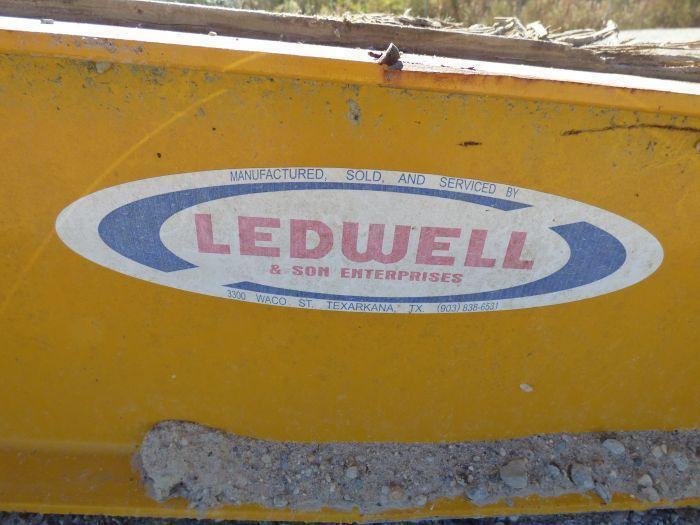 MANUFACTURED, SOLD, AND SERVICED BY
LEDWELL
& SON ENTERPRISES
3300 WACO ST. TEXARKANA, TX. (903) 838-6531